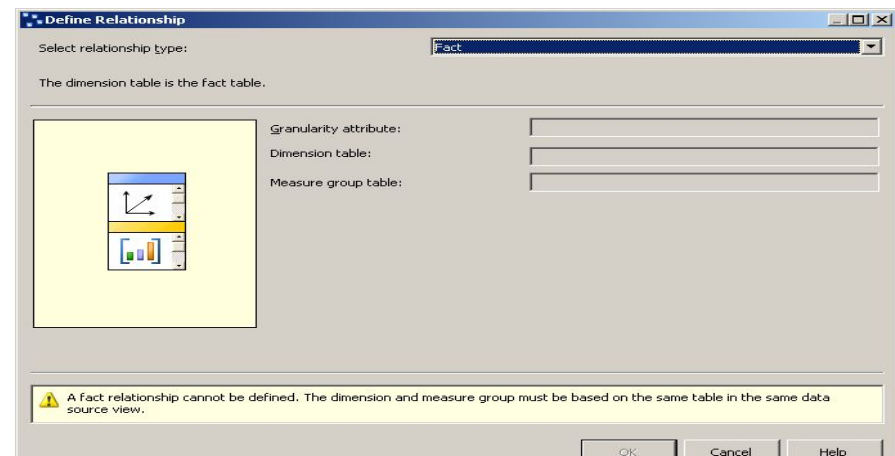 Define Relationship
Select relationship type:
Fact
The dimension table is the fact table.
Granularity attribute:
Dimension table:
Measure group table:
A fact relationship cannot be defined. The dimension and measure group must be based on the same table in the same data
source view.
OK
Cancel
Help